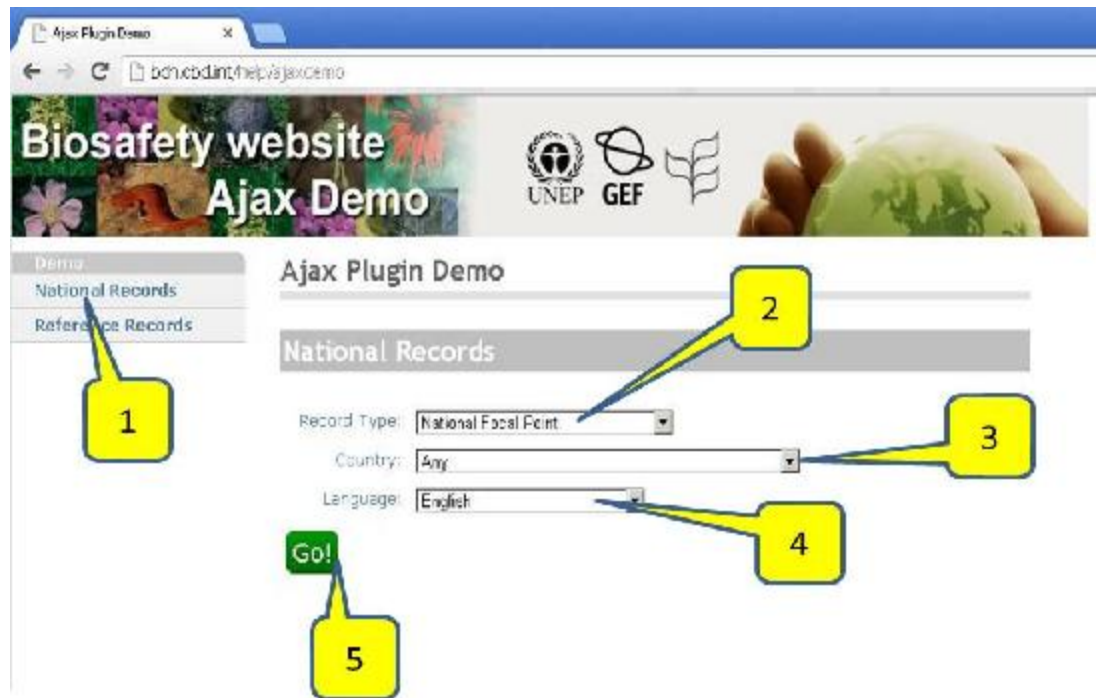 Ajax Plugin Demo
bch.cbd.int/help/ajaxdemo
Biosafety website
Ajax Demo
UNEP GEF
Demo
National Records
Reference Records
Ajax Plugin Demo
National Records
Record Type: National Focal Point
Country: Any
Language: English
Go!
1
2
3
4
5